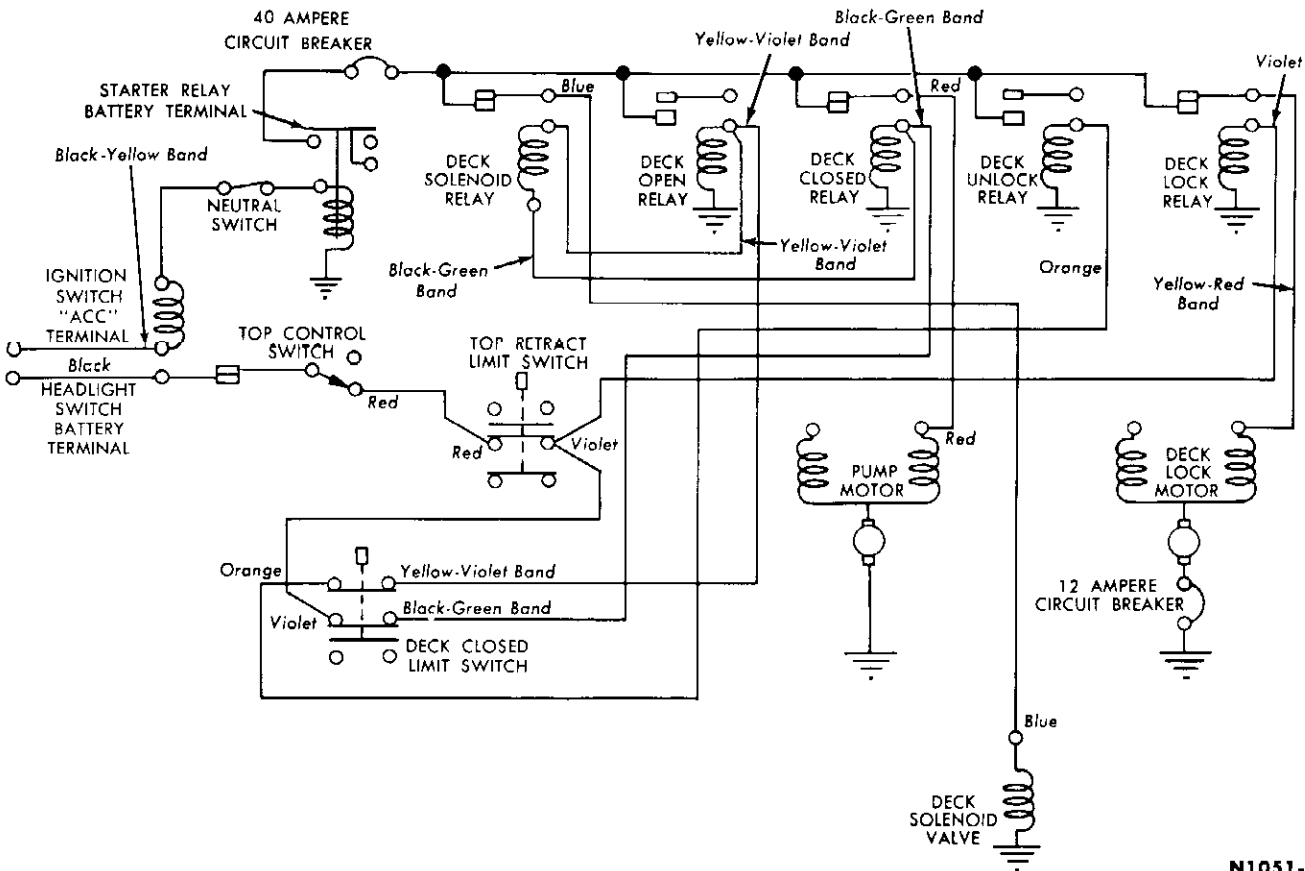 40 AMPERE
CIRCUIT BREAKER
Black-Green Band
Yellow-Violet Band
Violet
STARTER RELAY
BATTERY TERMINAL
Blue
Red
Black-Yellow Band
DECK
SOLENOID
RELAY
DECK
OPEN
RELAY
DECK
CLOSED
RELAY
DECK
UNLOCK
RELAY
DECK
LOCK
RELAY
NEUTRAL
SWITCH
Black-Green
Band
Yellow-Violet
Band
Orange
Yellow-Red
Band
IGNITION
SWITCH
"ACC"
TERMINAL
TOP CONTROL
SWITCH
TOP RETRACT
LIMIT SWITCH
Black
HEADLIGHT
SWITCH
BATTERY
TERMINAL
Red
Red
Violet
Red
PUMP
MOTOR
DECK
LOCK
MOTOR
Orange
Yellow-Violet Band
Black-Green Band
Violet
DECK CLOSED
LIMIT SWITCH
12 AMPERE
CIRCUIT BREAKER
Blue
DECK
SOLENOID
VALVE
N1051-